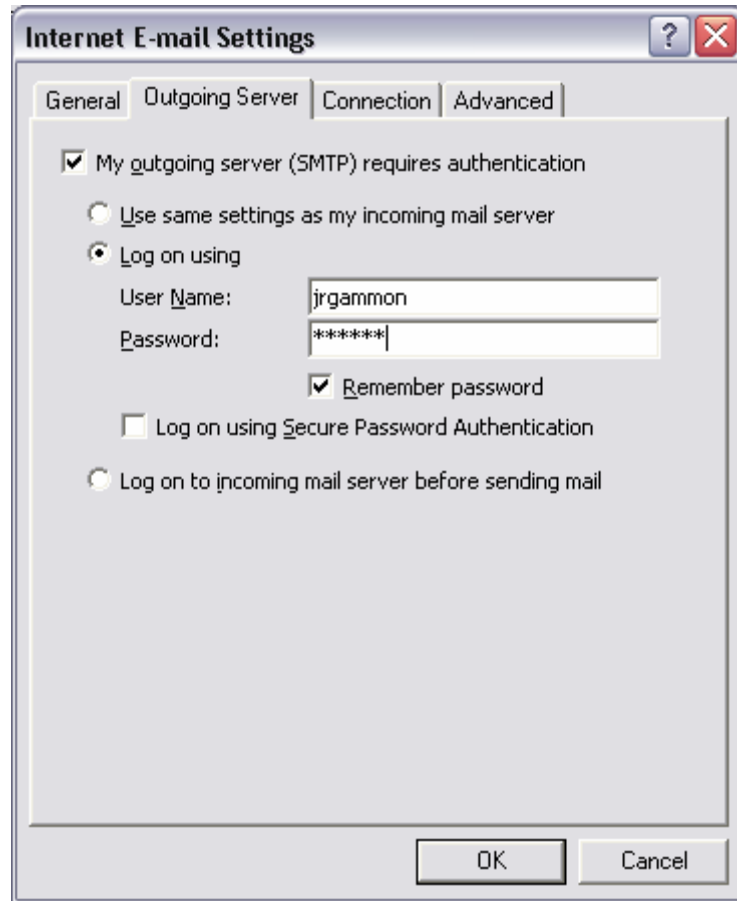 Internet E-mail Settings
General Outgoing Server Connection Advanced
My outgoing server (SMTP) requires authentication
Use same settings as my incoming mail server
Log on using
User Name: jrgammon
Password: ******
Remember password
Log on using Secure Password Authentication
Log on to incoming mail server before sending mail
OK Cancel